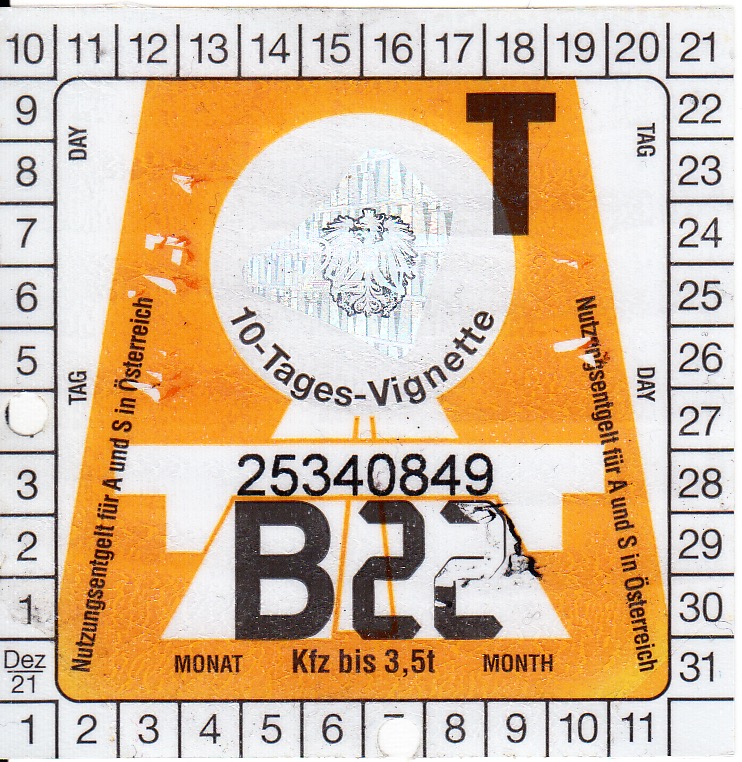 10 11 12 13 14 15 16 17 18 19 20 21
9 22
8 23
7 24
6 25
5 26
27
3 28
2 29
1 30
Dez
21
31
1 2 3 4 5 6 8 9 10 11
DAY
TAG
T
TAG
DAY
10-Tages-Vignette
Nutzungsentgelt für A und S in Österreich
Nutzungsentgelt für A und S in Österreich
25340849
B22
MONAT Kfz bis 3,5t MONTH